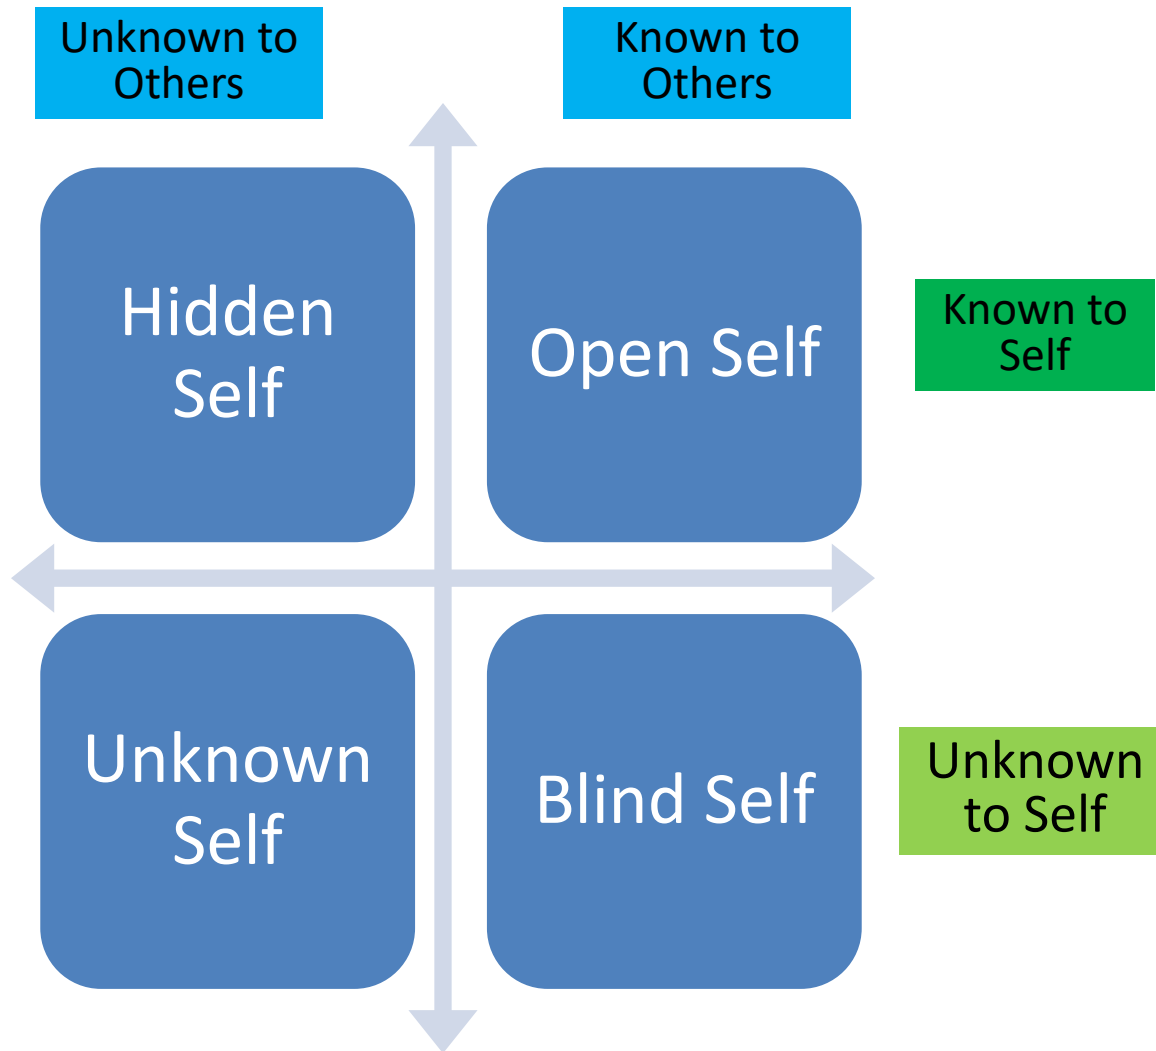 Unknown to
Others
Known to
Others
Hidden
Self
Open Self
Known to
Self
Unknown
Self
Blind Self
Unknown
to Self